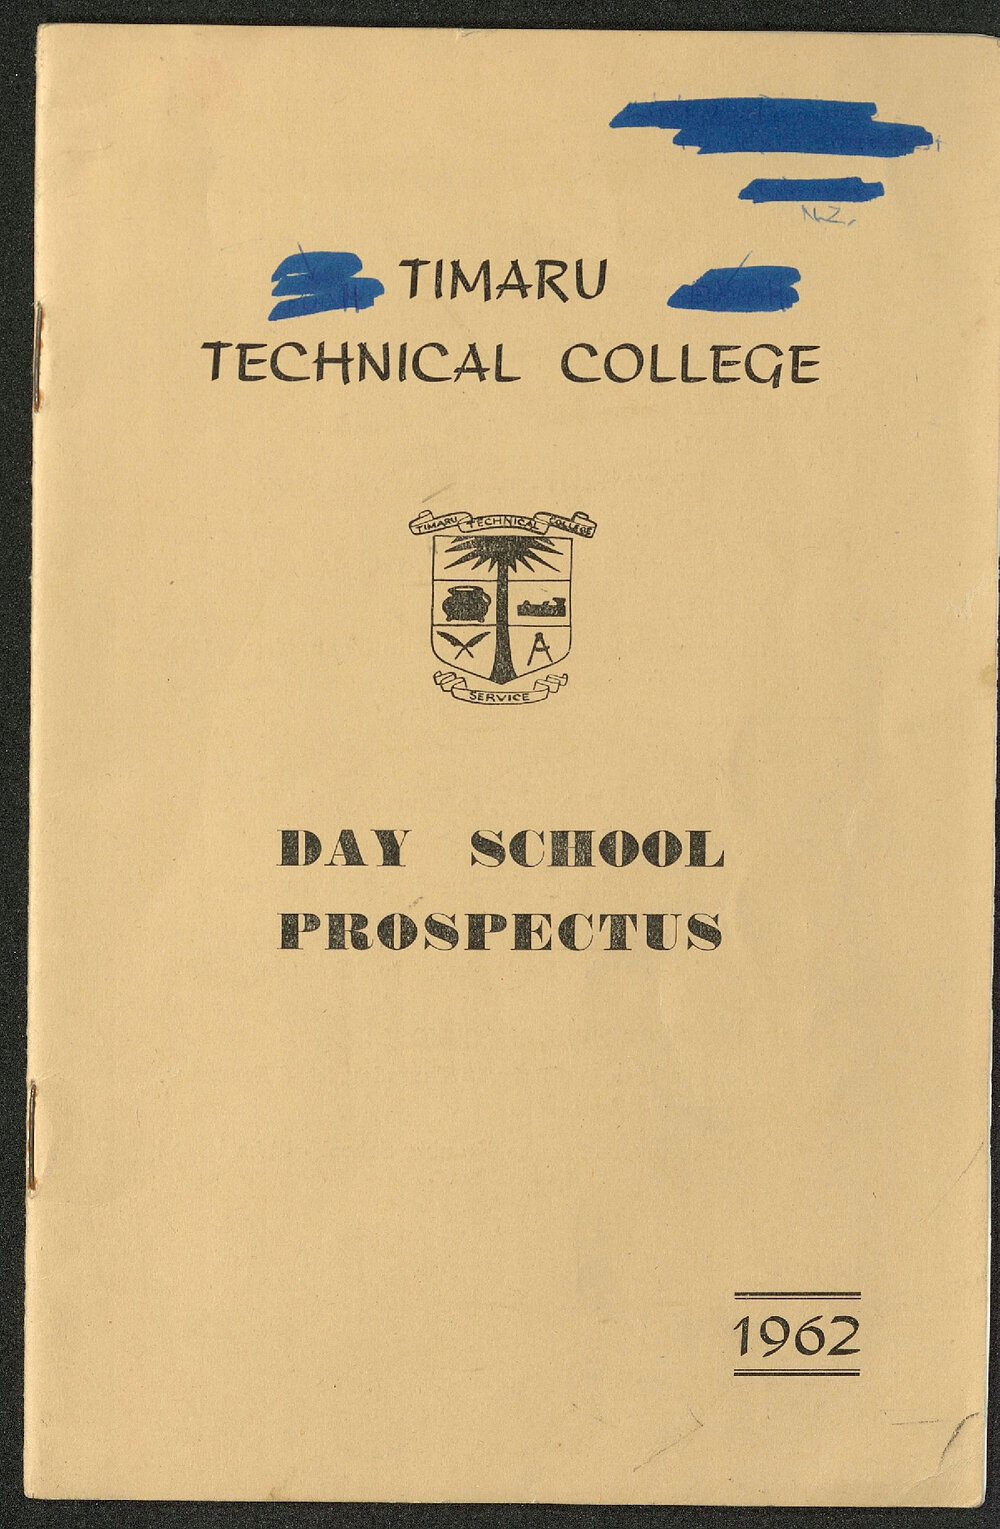 N.Z.
TIMARU
TECHNICAL COLLEGE
TIMARU TECHNICAL COLLEGE
SERVICE
DAY SCHOOL
PROSPECTUS
1962